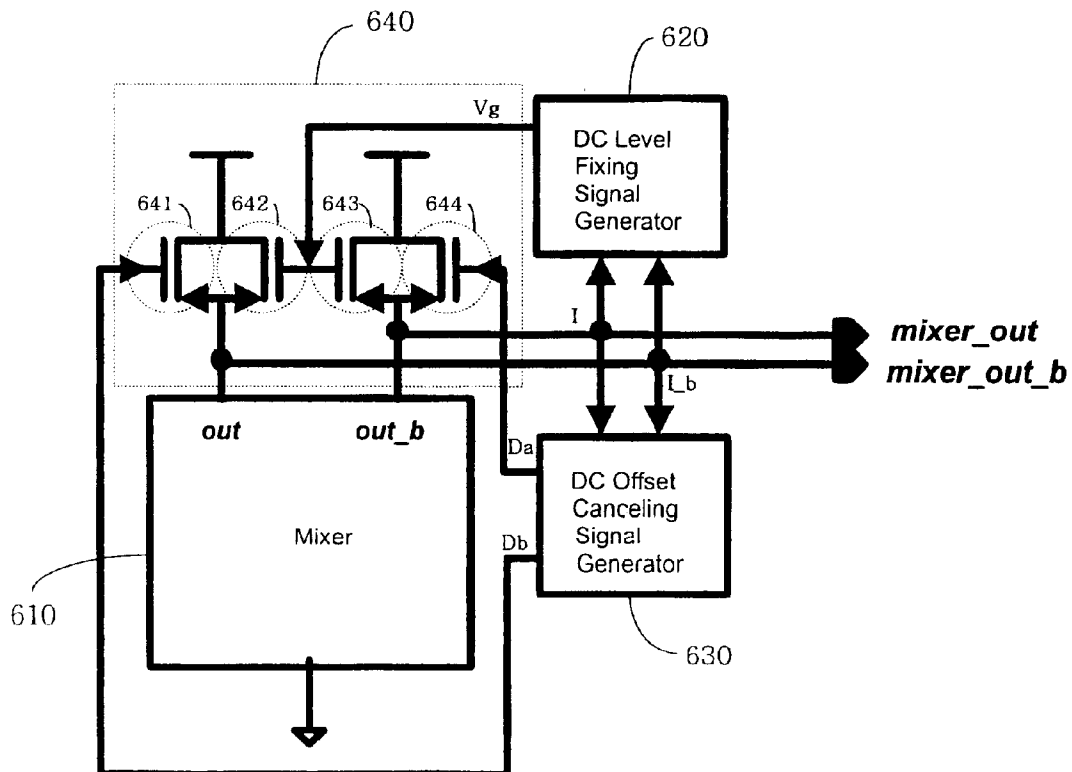 640
620
Vg
DC Level
Fixing
Signal
Generator
641
642
643
644
I
mixer_out
mixer_out_b
I_b
out
out_b
Da
DC Offset
Canceling
Signal
Generator
Mixer
Db
610
630